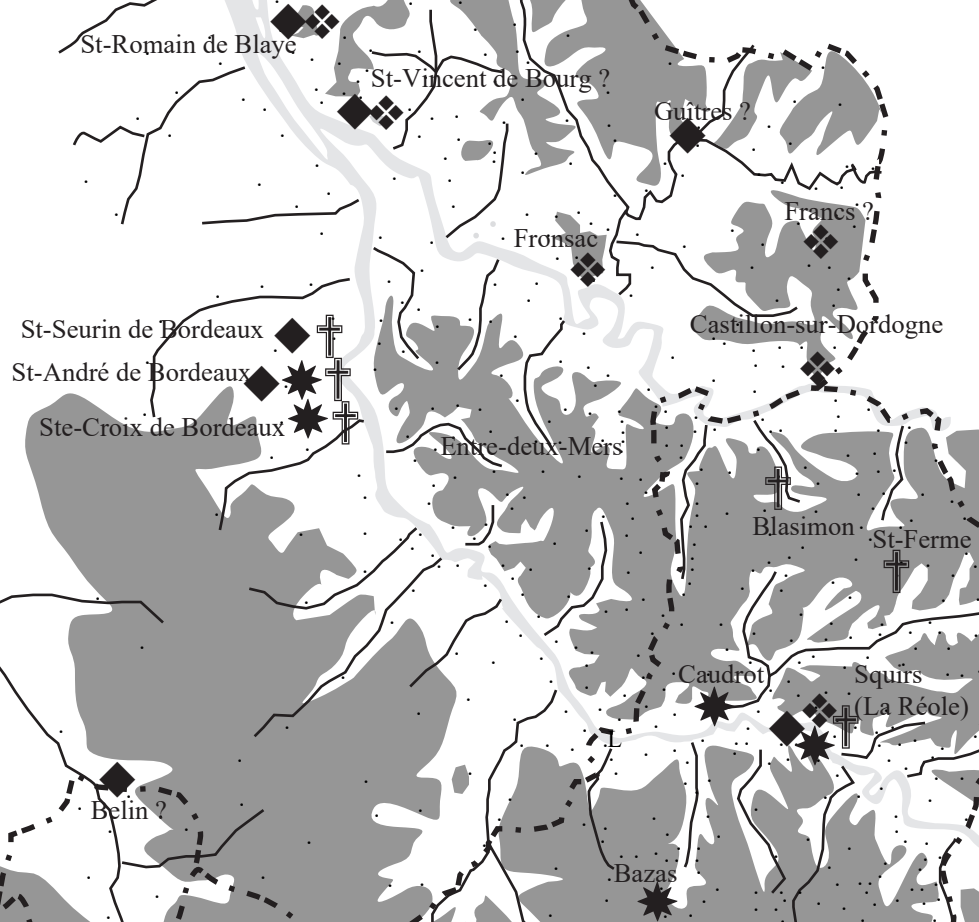 St-Romain de Blaye
St-Vincent de Bourg ?
Guîtres ?
Francs ?
Fronsac
St-Seurin de Bordeaux
Castillon-sur-Dordogne
St-André de Bordeaux
Ste-Croix de Bordeaux
Entre-deux-Mers
Blasimon
St-Ferme
Caudrot
Squirs
(La Réole)
L
Belin ?
Bazas